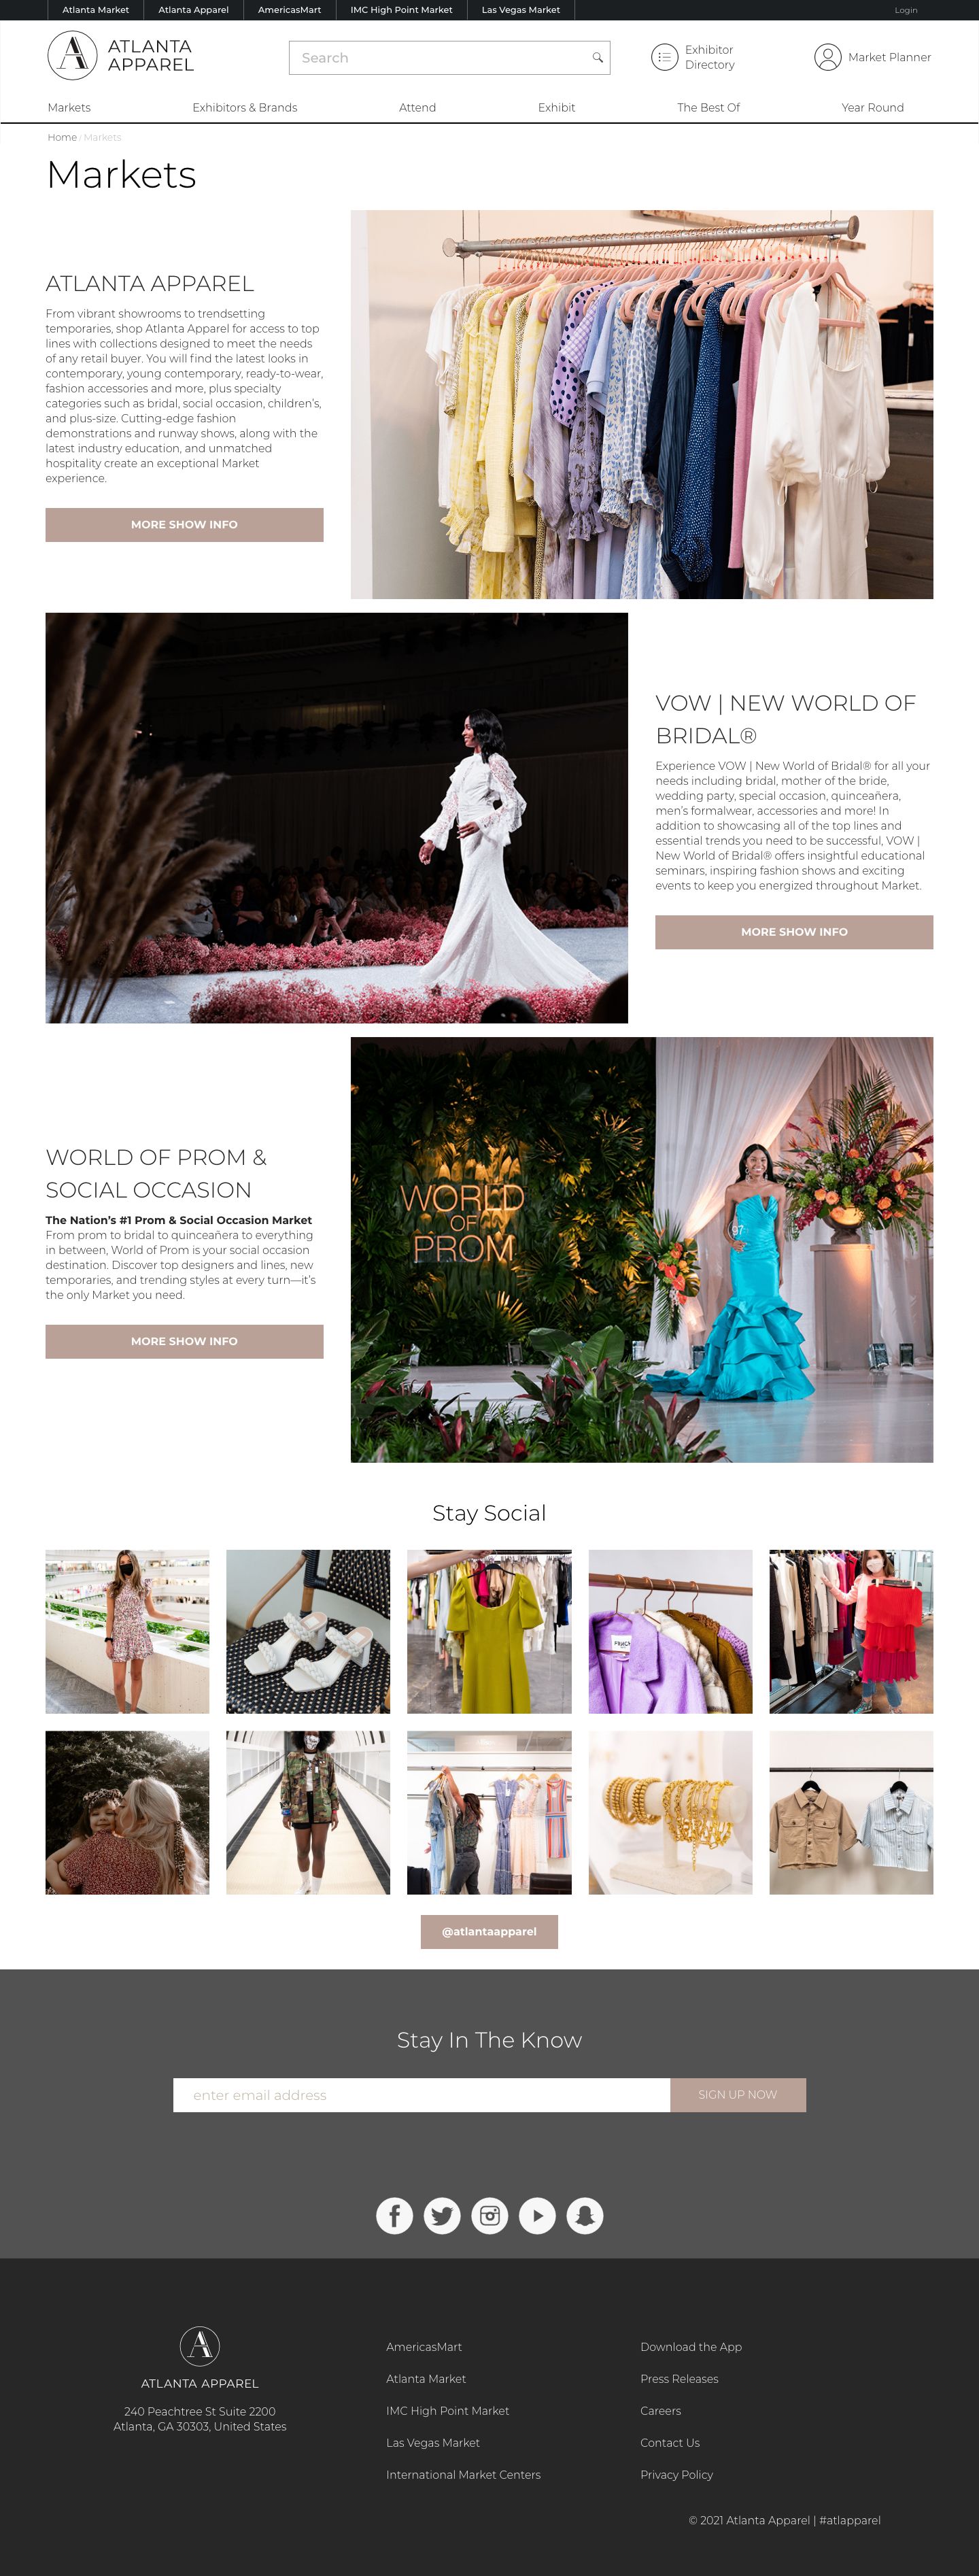 Atlanta Market
Atlanta Apparel
AmericasMart
IMC High Point Market
Las Vegas Market
Login
ATLANTA
APPAREL
Search
Exhibitor
Directory
Market Planner
Markets
Exhibitors & Brands
Attend
Exhibit
The Best Of
Year Round
Home / Markets
Markets
ATLANTA APPAREL
From vibrant showrooms to trendsetting
temporaries, shop Atlanta Apparel for access to top
lines with collections designed to meet the needs
of any retail buyer. You will find the latest looks in
contemporary, young contemporary, ready-to-wear,
fashion accessories and more, plus specialty
categories such as bridal, social occasion, children's,
and plus-size. Cutting-edge fashion
demonstrations and runway shows, along with the
latest industry education, and unmatched
hospitality create an exceptional Market
experience.
MORE SHOW INFO
VOW | NEW WORLD OF
BRIDAL®
Experience VOW | New World of Bridal® for all your
needs including bridal, mother of the bride,
wedding party, special occasion, quinceañera,
men's formalwear, accessories and more! In
addition to showcasing all of the top lines and
essential trends you need to be successful, VOW |
New World of Bridal® offers insightful educational
seminars, inspiring fashion shows and exciting
events to keep you energized throughout Market.
MORE SHOW INFO
WORLD OF PROM &
SOCIAL OCCASION
The Nation's #1 Prom & Social Occasion Market
From prom to bridal to quinceañera to everything
in between, World of Prom is your social occasion
destination. Discover top designers and lines, new
temporaries, and trending styles at every turn—it's
the only Market you need.
MORE SHOW INFO
WORLD
OF
PROM
97
Stay Social
@atlantaapparel
Stay In The Know
enter email address
SIGN UP NOW
ATLANTA APPAREL
240 Peachtree St Suite 2200
Atlanta, GA 30303, United States
AmericasMart
Atlanta Market
IMC High Point Market
Las Vegas Market
International Market Centers
Download the App
Press Releases
Careers
Contact Us
Privacy Policy
© 2021 Atlanta Apparel | #atlapparel